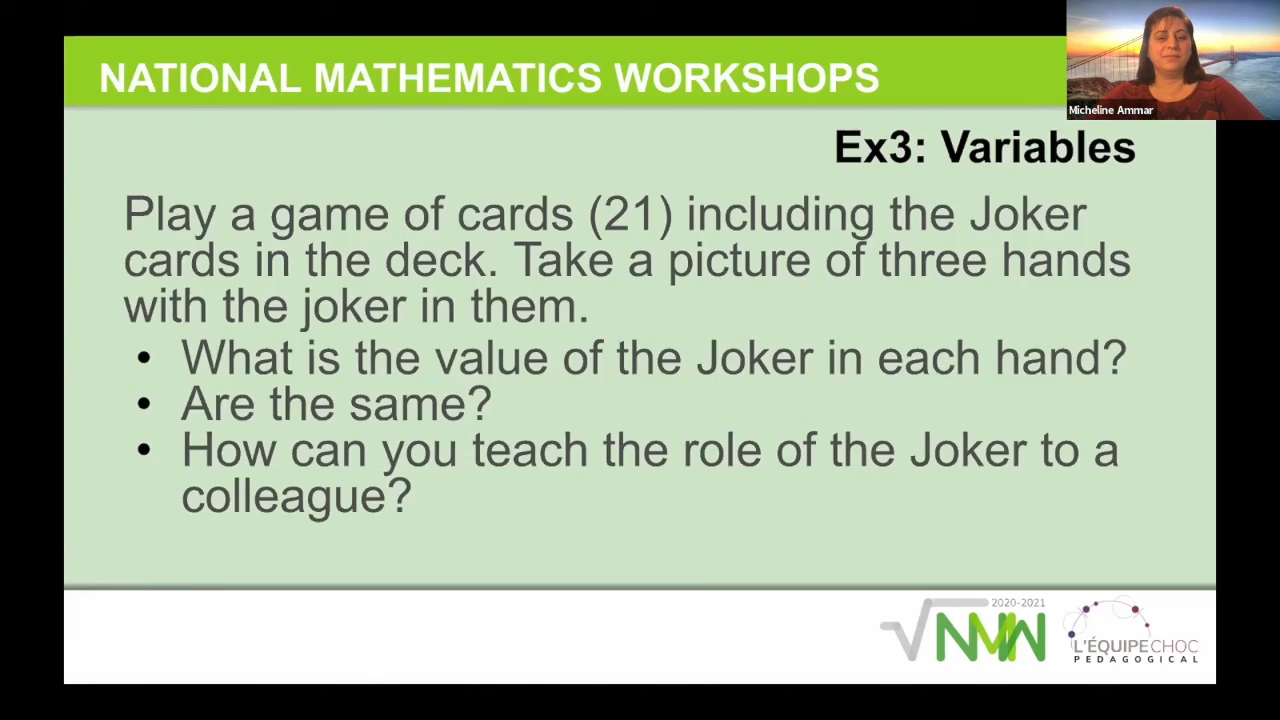 NATIONAL MATHEMATICS WORKSHOPS
Micheline Ammar
Ex3: Variables
Play a game of cards (21) including the Joker
cards in the deck. Take a picture of three hands
with the joker in them.
• What is the value of the Joker in each hand?
• Are the same?
• How can you teach the role of the Joker to a
colleague?
2020-2021
NMW
L'ÉQUIPECHOC
PEDAGOGICAL